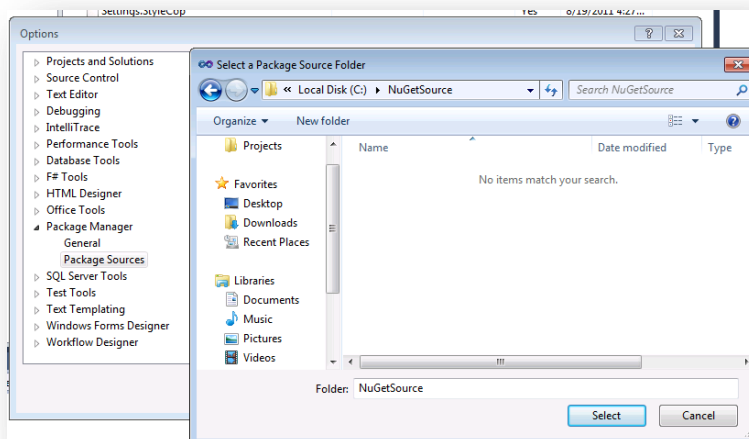 Settings.StyleCop Yes 8/19/2011 4:27...
Options
Projects and Solutions
Source Control
Text Editor
Debugging
IntelliTrace
Performance Tools
Database Tools
F# Tools
HTML Designer
Office Tools
Package Manager
General
Package Sources
SQL Server Tools
Test Tools
Text Templating
Windows Forms Designer
Workflow Designer
Select a Package Source Folder
« Local Disk (C:) NuGetSource
Search NuGetSource
Organize New folder
Projects
Favorites
Desktop
Downloads
Recent Places
Libraries
Documents
Music
Pictures
Videos
Name Date modified Type
No items match your search.
Folder: NuGetSource
Select Cancel